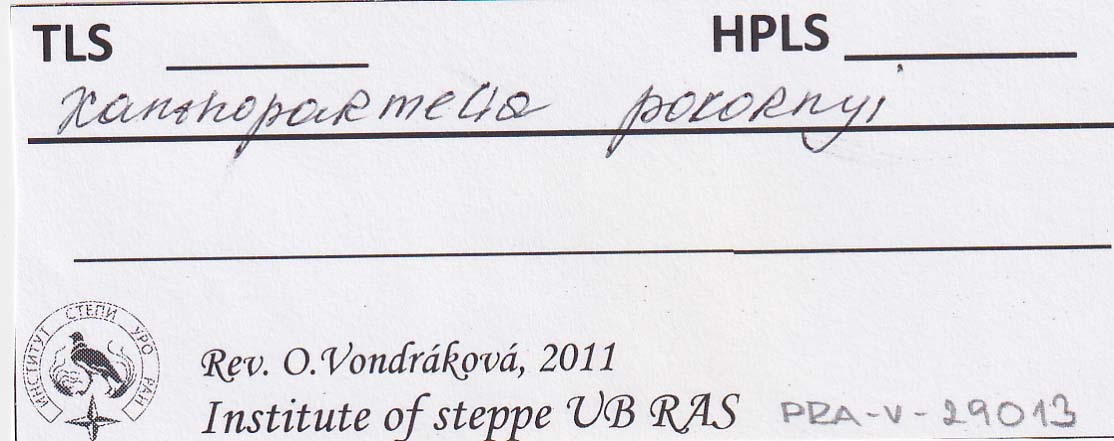 TLS HPLS
Xanthoparmelia pokornyi
ИНСТИТУТ СТЕПИ УРО РАН
Rev. O.Vondráková, 2011
Institute of steppe UB RAS PRA-V-29013